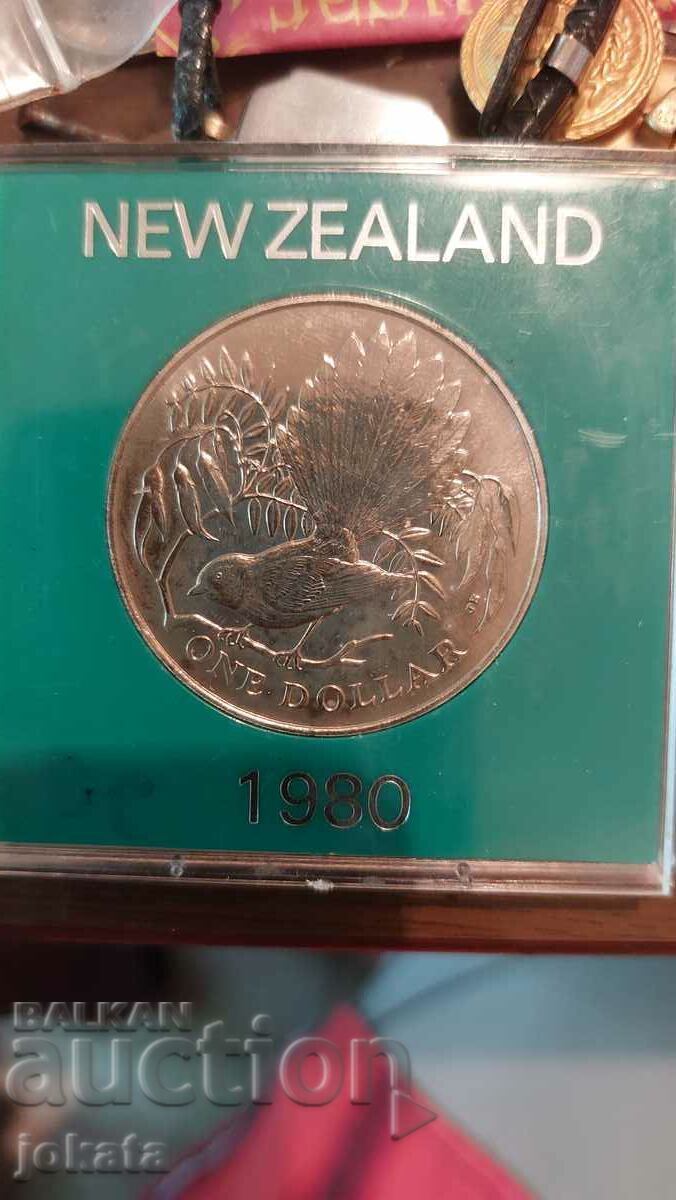 NEW ZEALAND
ONE DOLLAR
1980
BALKAN
auction
jokata